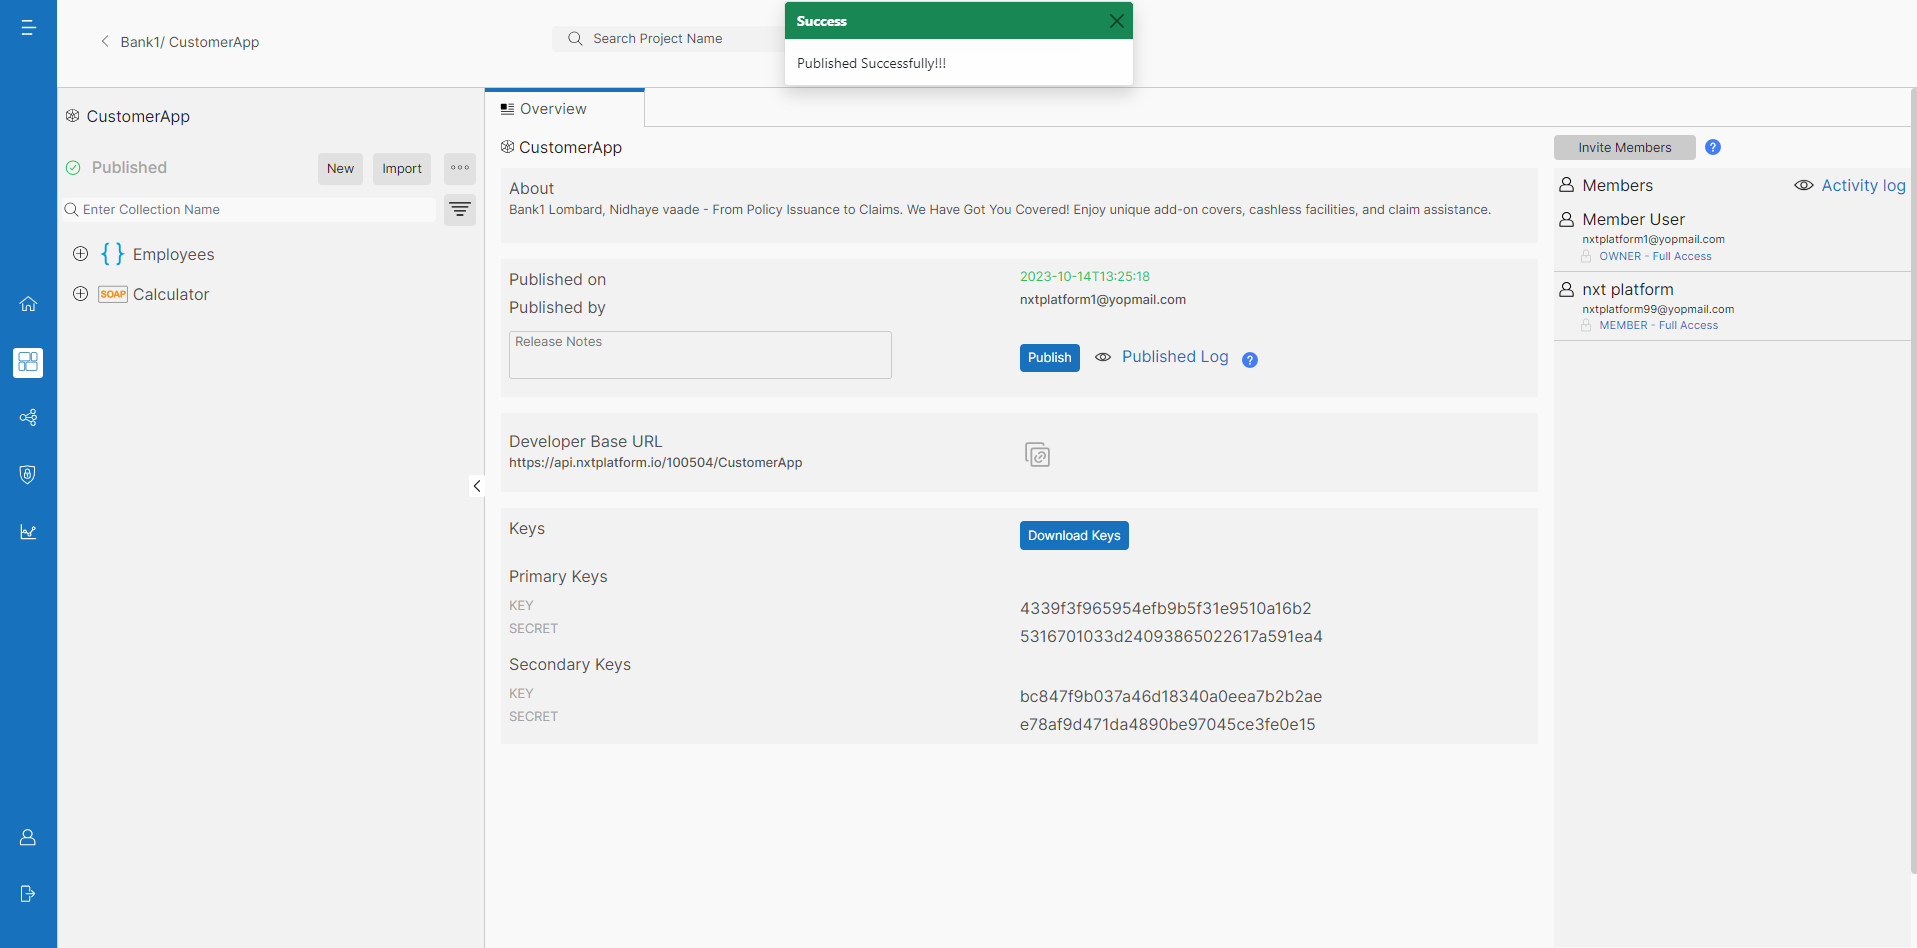 Bank1/ CustomerApp
Search Project Name
Success
Published Successfully!!!
CustomerApp
Published
New
Import
Enter Collection Name
{ } Employees
SOAP Calculator
Overview
CustomerApp
About
Bank1 Lombard, Nidhaye vaade - From Policy Issuance to Claims. We Have Got You Covered! Enjoy unique add-on covers, cashless facilities, and claim assistance.
Published on 2023-10-14T13:25:18
Published by nxtplatform1@yopmail.com
Release Notes
Publish Published Log ?
Developer Base URL
https://api.nxtplatform.io/100504/CustomerApp
Keys
Download Keys
Primary Keys
KEY 4339f3f965954efb9b5f31e9510a16b2
SECRET 5316701033d24093865022617a591ea4
Secondary Keys
KEY bc847f9b037a46d18340a0eea7b2b2ae
SECRET e78af9d471da4890be97045ce3fe0e15
Invite Members ?
Members
Activity log
Member User
nxtplatform1@yopmail.com
OWNER - Full Access
nxt platform
nxtplatform99@yopmail.com
MEMBER - Full Access